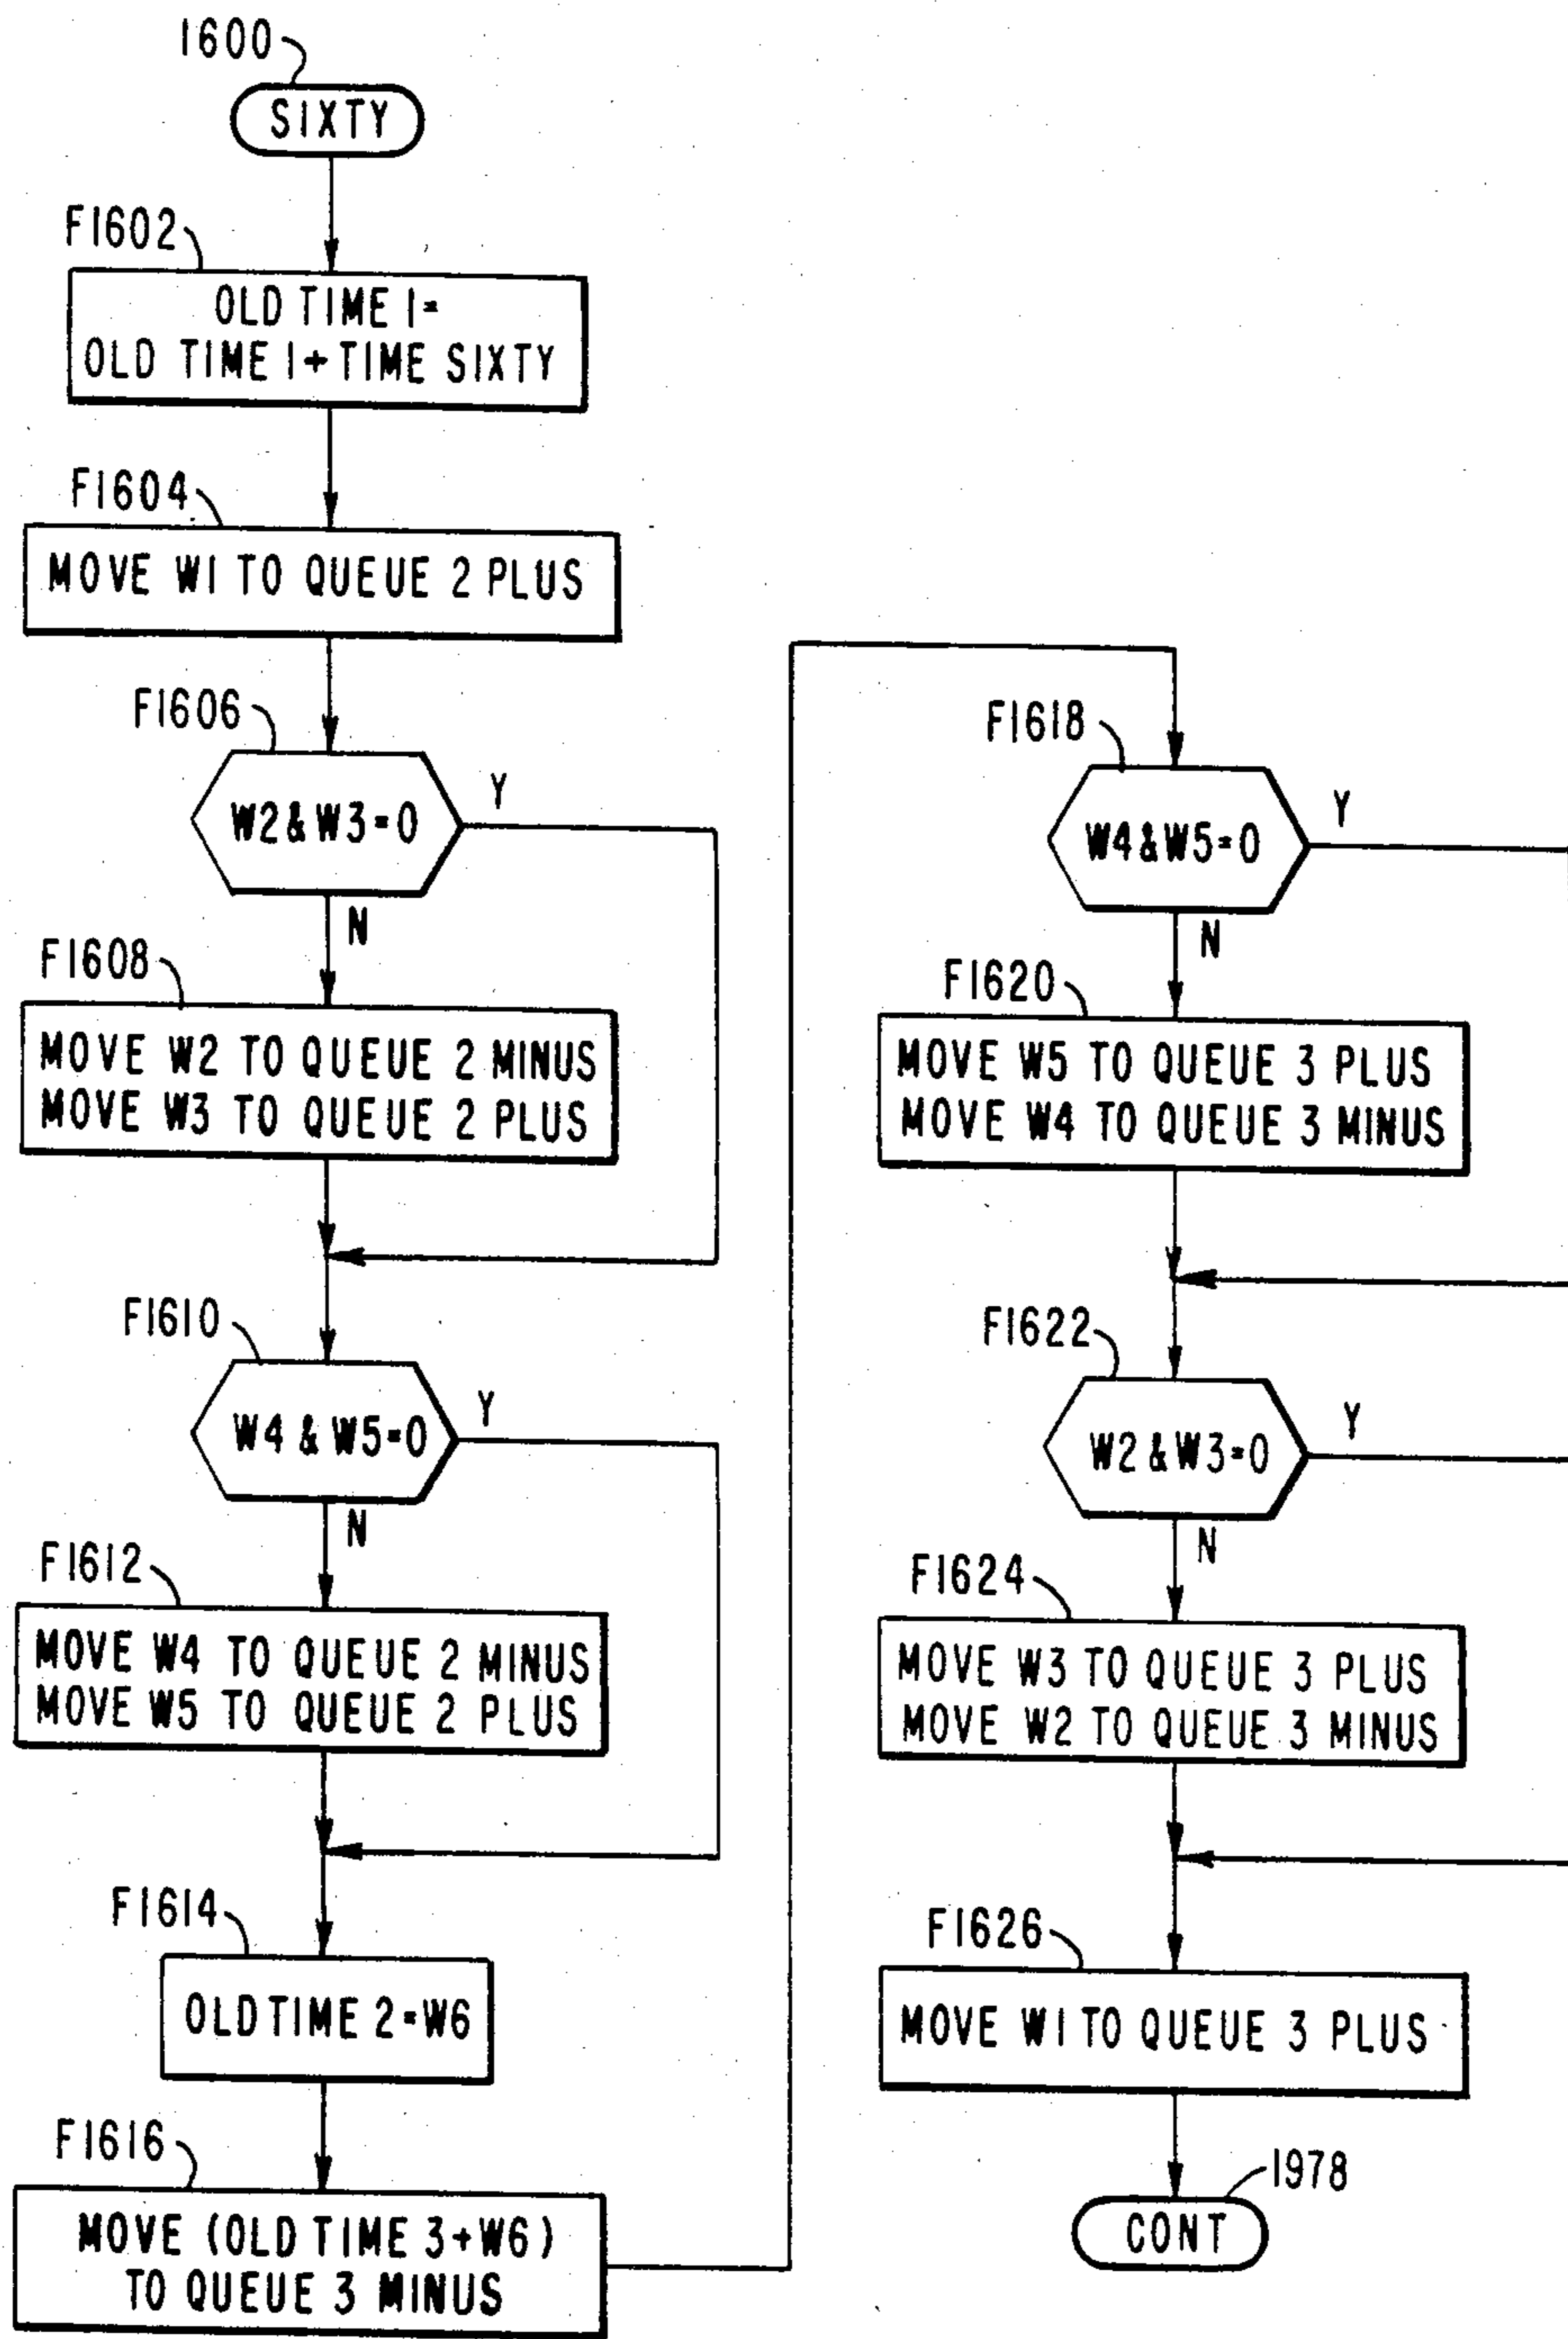 1600
SIXTY
F1602
OLD TIME 1=
OLD TIME 1+TIME SIXTY
F1604
MOVE W1 TO QUEUE 2 PLUS
F1606
W2&W3=0
Y
N
F1608
MOVE W2 TO QUEUE 2 MINUS
MOVE W3 TO QUEUE 2 PLUS
F1610
W4 & W5=0
Y
N
F1612
MOVE W4 TO QUEUE 2 MINUS
MOVE W5 TO QUEUE 2 PLUS
F1614
OLD TIME 2=W6
F1616
MOVE (OLD TIME 3+W6)
TO QUEUE 3 MINUS
F1618
W4&W5=0
Y
N
F1620
MOVE W5 TO QUEUE 3 PLUS
MOVE W4 TO QUEUE 3 MINUS
F1622
W2 & W3=0
Y
N
F1624
MOVE W3 TO QUEUE 3 PLUS
MOVE W2 TO QUEUE 3 MINUS
F1626
MOVE W1 TO QUEUE 3 PLUS
1978
CONT